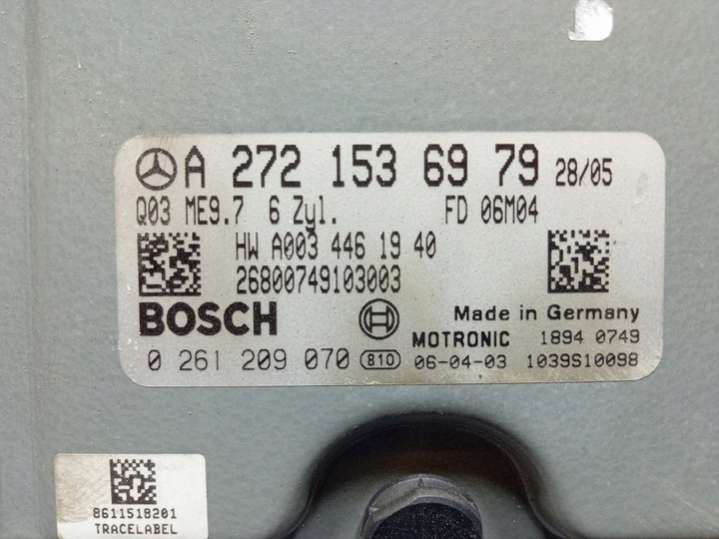 A 272 153 69 79 28/05
Q03 ME9.7 6 Zyl. FD 06M04
HW A003 446 19 40
26800749103003
BOSCH Made in Germany
MOTRONIC 1894 0749
0 261 209 070 810 06-04-03 1039S10098
8611518201
TRACELABEL